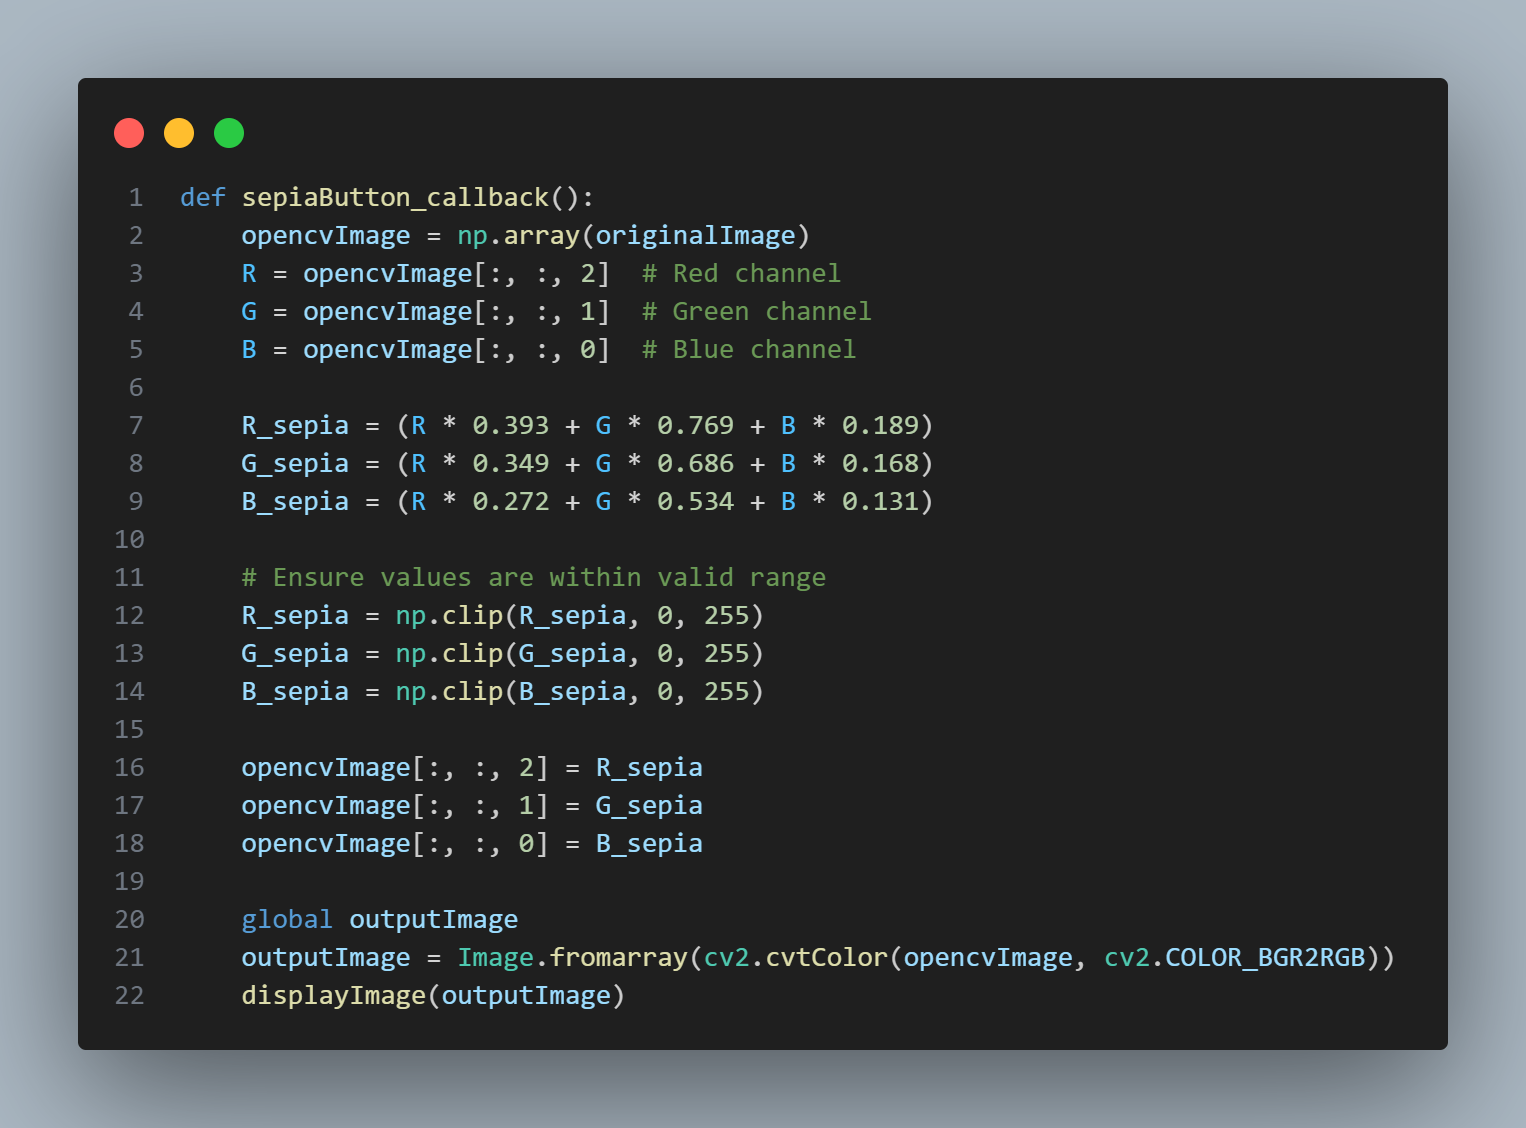 1 def sepiaButton_callback():
2     opencvImage = np.array(originalImage)
3     R = opencvImage[:, :, 2]  # Red channel
4     G = opencvImage[:, :, 1]  # Green channel
5     B = opencvImage[:, :, 0]  # Blue channel
6
7     R_sepia = (R * 0.393 + G * 0.769 + B * 0.189)
8     G_sepia = (R * 0.349 + G * 0.686 + B * 0.168)
9     B_sepia = (R * 0.272 + G * 0.534 + B * 0.131)
10
11     # Ensure values are within valid range
12     R_sepia = np.clip(R_sepia, 0, 255)
13     G_sepia = np.clip(G_sepia, 0, 255)
14     B_sepia = np.clip(B_sepia, 0, 255)
15
16     opencvImage[:, :, 2] = R_sepia
17     opencvImage[:, :, 1] = G_sepia
18     opencvImage[:, :, 0] = B_sepia
19
20     global outputImage
21     outputImage = Image.fromarray(cv2.cvtColor(opencvImage, cv2.COLOR_BGR2RGB))
22     displayImage(outputImage)